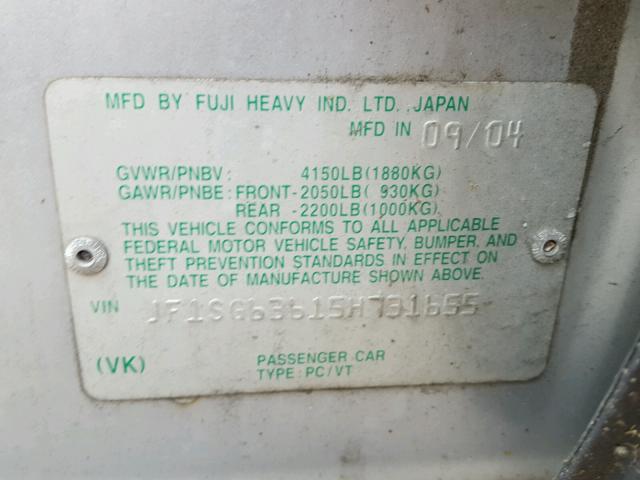 MFD BY FUJI HEAVY IND. LTD. JAPAN
MFD IN 09/04
GVWR/PNBV: 4150LB(1880KG)
GAWR/PNBE: FRONT-2050LB( 930KG)
REAR -2200LB(1000KG)
THIS VEHICLE CONFORMS TO ALL APPLICABLE
FEDERAL MOTOR VEHICLE SAFETY, BUMPER, AND
THEFT PREVENTION STANDARDS IN EFFECT ON
THE DATE OF MANUFACTURE SHOWN ABOVE.
VIN JF1SG63615H731655
(VK) PASSENGER CAR
TYPE: PC/VT